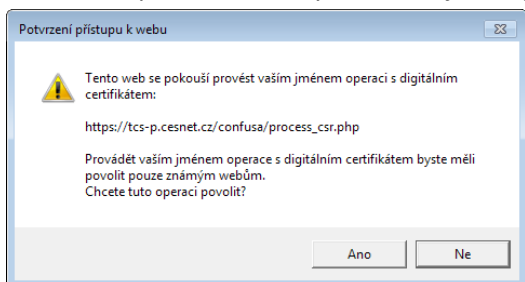 Potvrzení přístupu k webu
Tento web se pokouší provést vaším jménem operaci s digitálním
certifikátem:
https://tcs-p.cesnet.cz/confusa/process_csr.php
Provádět vaším jménem operace s digitálním certifikátem byste měli
povolit pouze známým webům.
Chcete tuto operaci povolit?
Ano
Ne